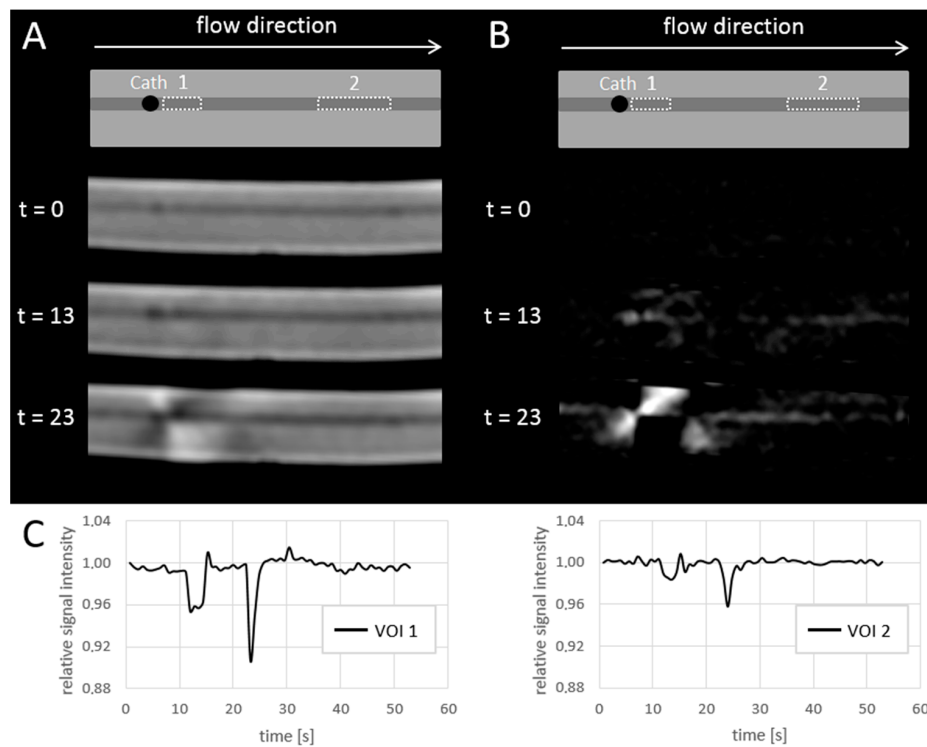 A
flow direction
Cath 1 2
t = 0
t = 13
t = 23
B
flow direction
Cath 1 2
t = 0
t = 13
t = 23
C
relative signal intensity
1,04
1,00
0,96
0,92
0,88
VOI 1
0 10 20 30 40 50 60
time [s]
relative signal intensity
1,04
1,00
0,96
0,92
0,88
VOI 2
0 10 20 30 40 50 60
time [s]